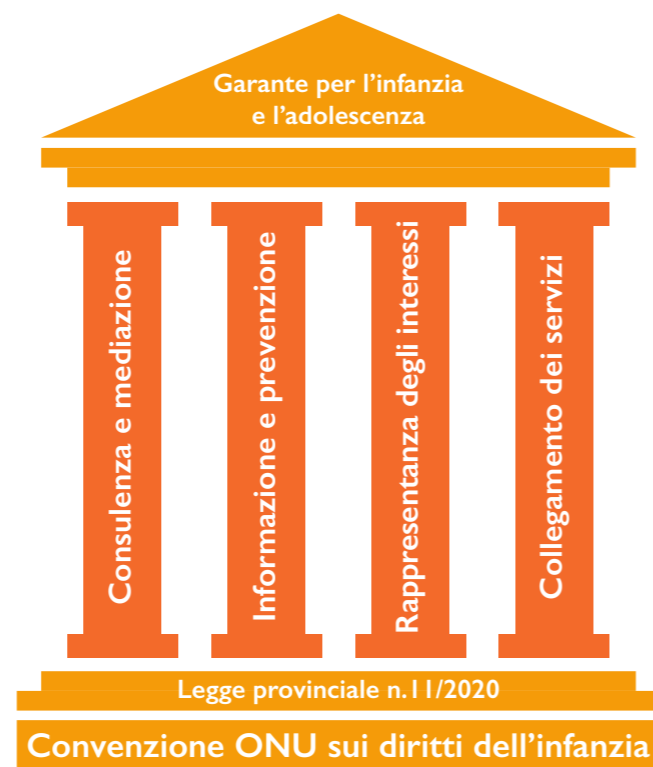 Garante per l’infanzia
e l’adolescenza
Consulenza e mediazione
Informazione e prevenzione
Rappresentanza degli interessi
Collegamento dei servizi
Legge provinciale n.11/2020
Convenzione ONU sui diritti dell’infanzia